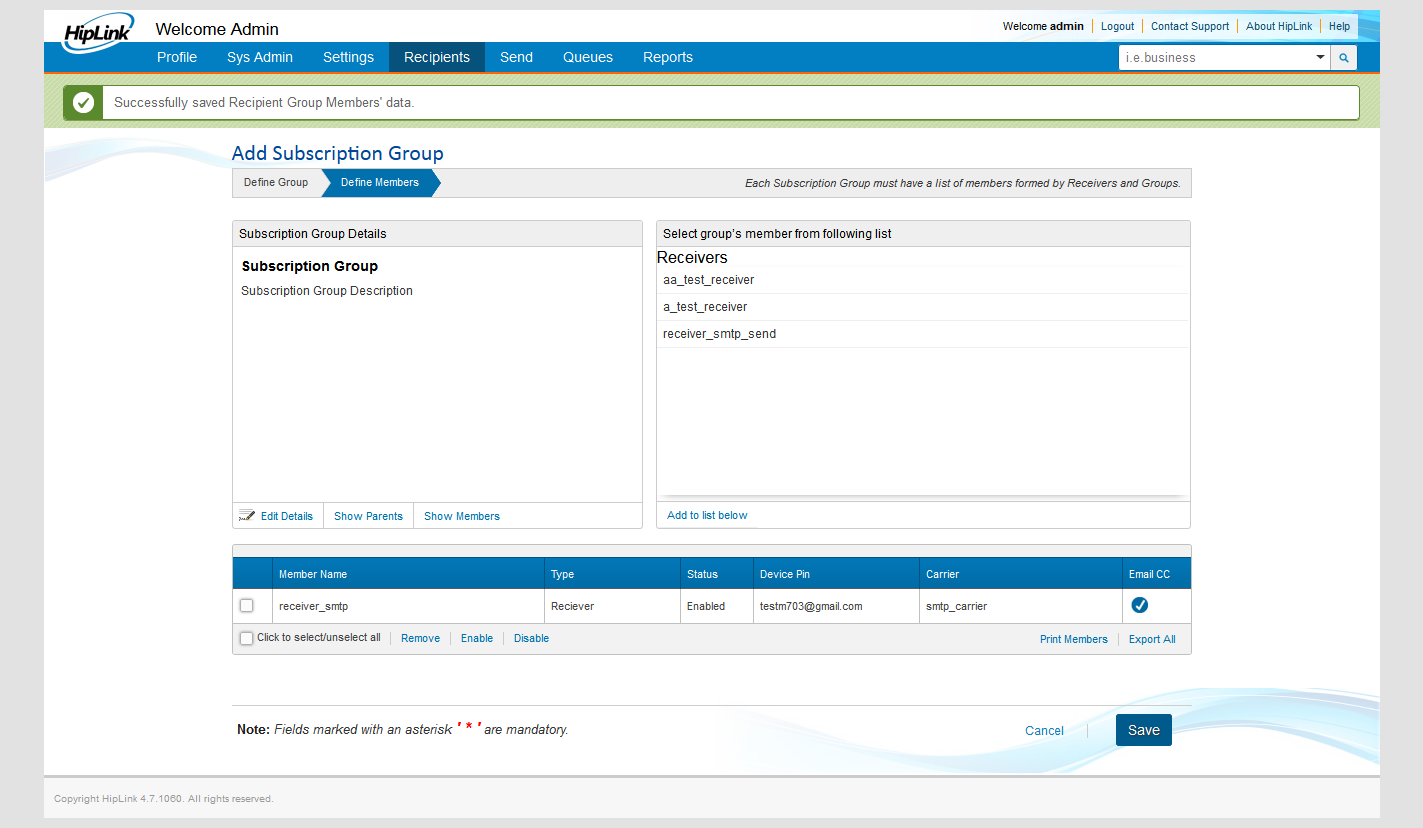 HipLink
Welcome Admin
Welcome admin Logout Contact Support About HipLink Help
Profile Sys Admin Settings Recipients Send Queues Reports i.e.business
Successfully saved Recipient Group Members' data.
Add Subscription Group
Define Group Define Members Each Subscription Group must have a list of members formed by Receivers and Groups.
Subscription Group Details
Subscription Group
Subscription Group Description
Edit Details Show Parents Show Members
Select group's member from following list
Receivers
aa_test_receiver
a_test_receiver
receiver_smtp_send
Add to list below
Member Name Type Status Device Pin Carrier Email CC
receiver_smtp Reciever Enabled testm703@gmail.com smtp_carrier
Click to select/unselect all Remove Enable Disable Print Members Export All
Note: Fields marked with an asterisk ' * ' are mandatory. Cancel Save
Copyright HipLink 4.7.1060. All rights reserved.